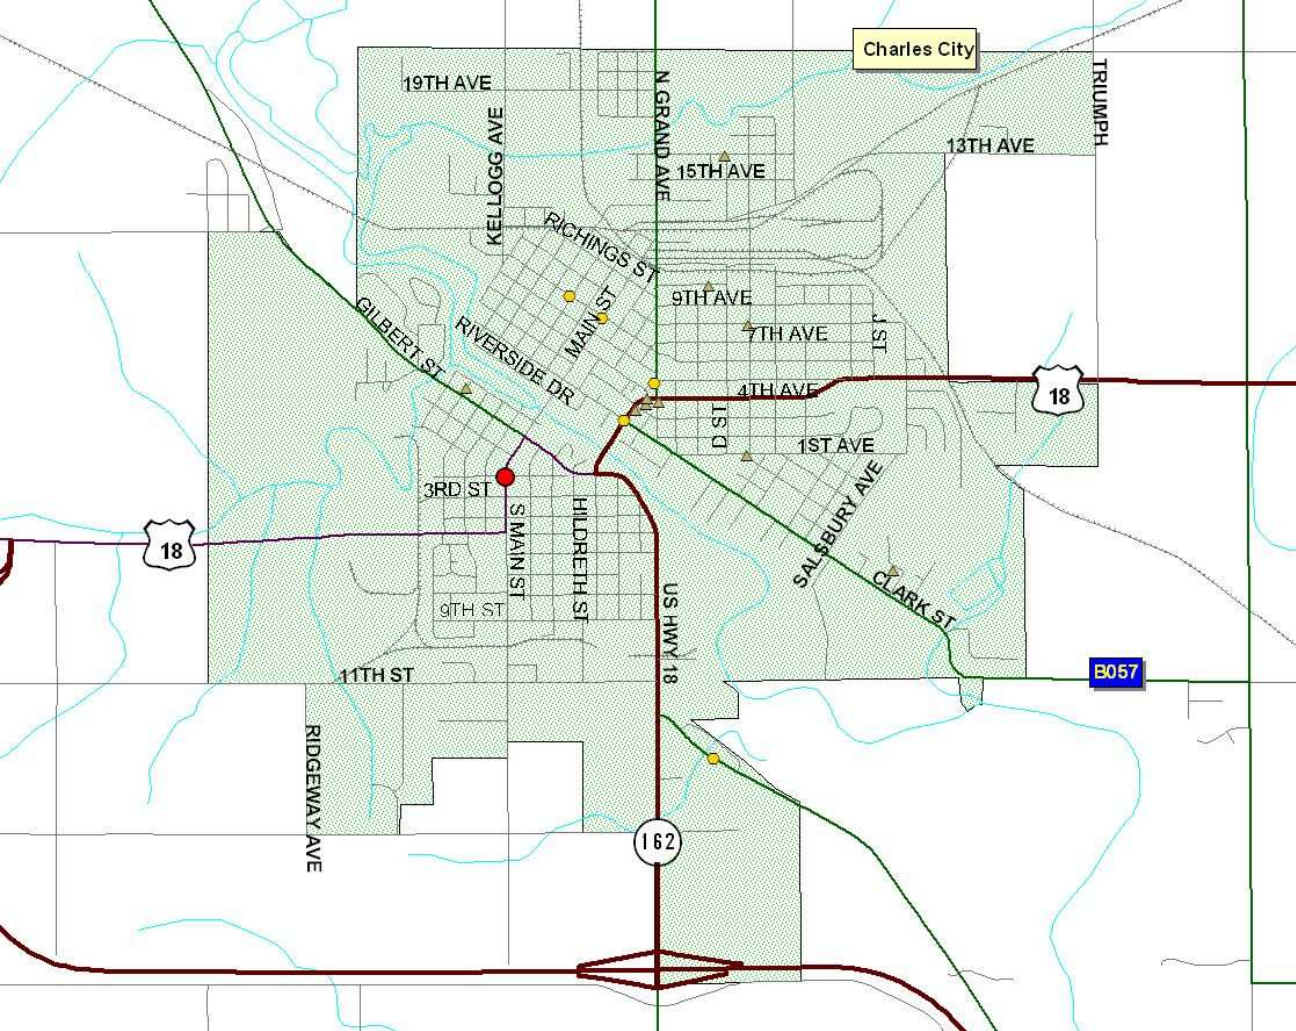 Charles City
19TH AVE
N GRAND AVE
TRIUMPH
KELLOGG AVE
13TH AVE
15TH AVE
RICHINGS ST
9TH AVE
MAIN ST
GILBERT ST
RIVERSIDE DR
7TH AVE
J ST
4TH AVE
18
D ST
1ST AVE
3RD ST
SALSBURY AVE
S MAIN ST
HILDRETH ST
18
CLARK ST
9TH ST
US HWY 18
11TH ST
B057
RIDGEWAY AVE
162